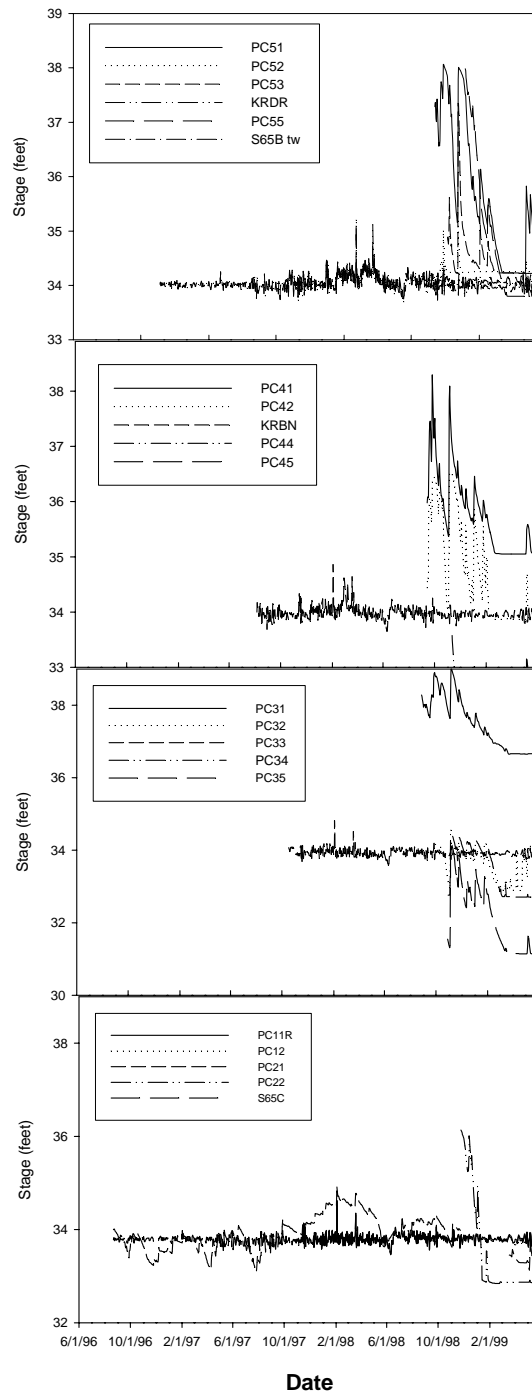 39
38
37
36
35
34
33
Stage (feet)
PC51
PC52
PC53
KRDR
PC55
S65B tw
38
37
36
35
34
33
Stage (feet)
PC41
PC42
KRBN
PC44
PC45
38
36
34
32
30
Stage (feet)
PC31
PC32
PC33
PC34
PC35
38
36
34
32
Stage (feet)
PC11R
PC12
PC21
PC22
S65C
6/1/96 10/1/96 2/1/97 6/1/97 10/1/97 2/1/98 6/1/98 10/1/98 2/1/99
Date